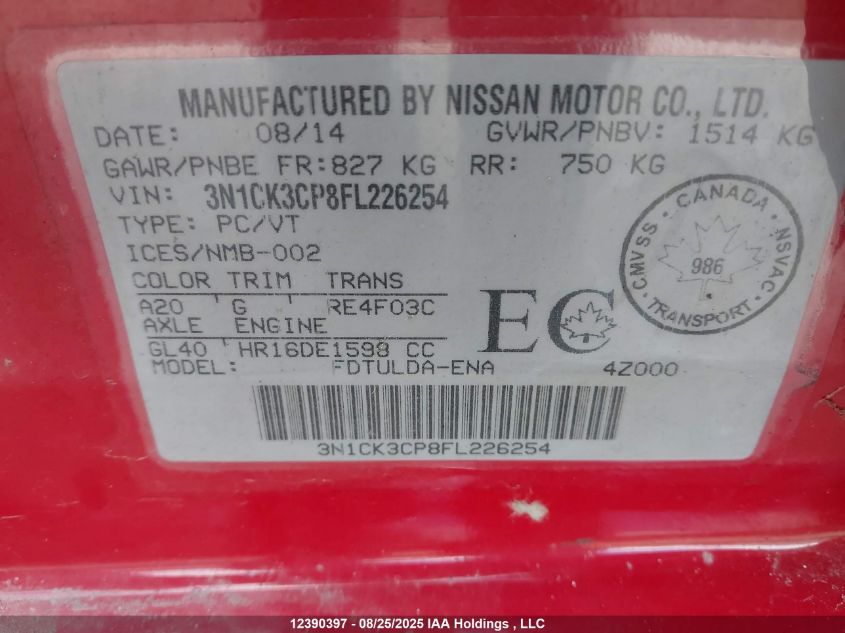 MANUFACTURED BY NISSAN MOTOR CO., LTD.
DATE: 08/14 GVWR/PNBV: 1514 KG
GAWR/PNBE FR:827 KG RR: 750 KG
VIN: 3N1CK3CP8FL226254
TYPE: PC/VT
ICES/NMB-002
COLOR TRIM TRANS
A20 ' G ' RE4F03C
AXLE ENGINE
GL40 ' HR16DE1598 CC
MODEL: FDTULDA-ENA 4Z000
CMVSS • CANADA • NSVAC • TRANSPORT •
986
EC
3N1CK3CP8FL226254
12390397 - 08/25/2025 IAA Holdings , LLC